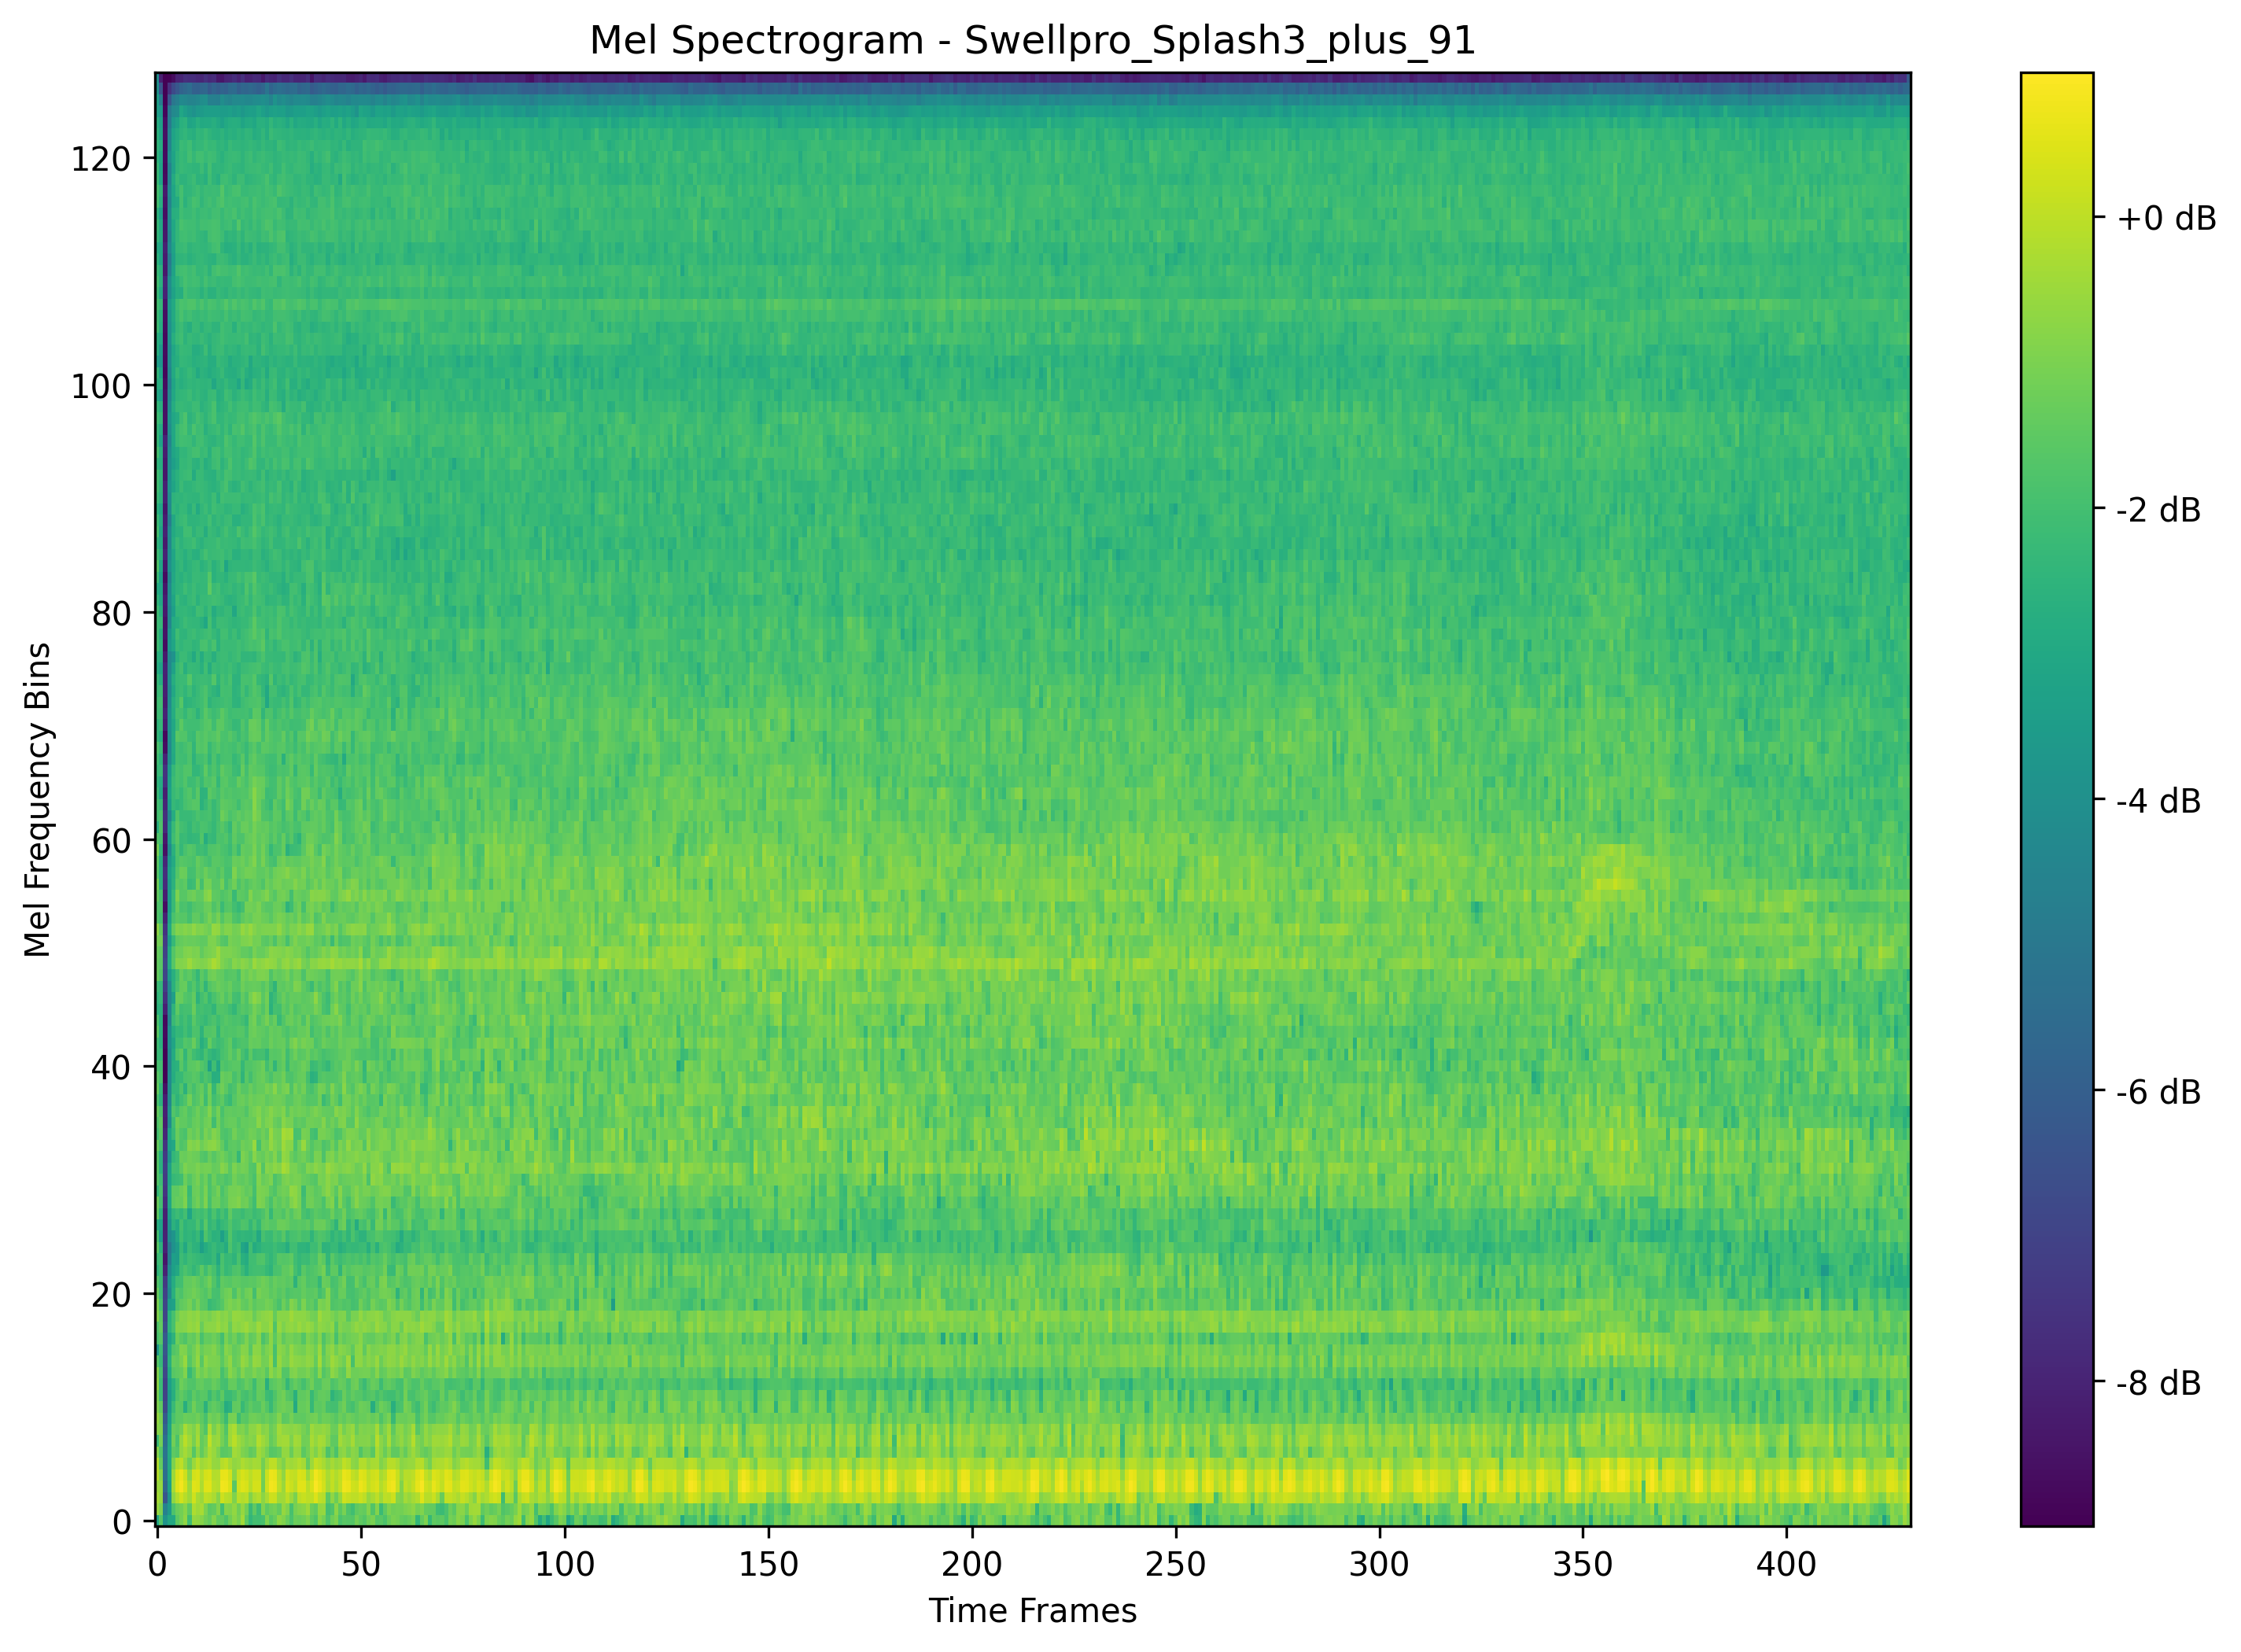 Mel Spectrogram - Swellpro_Splash3_plus_91
Mel Frequency Bins
120
100
80
60
40
20
0
0 50 100 150 200 250 300 350 400
Time Frames
+0 dB
-2 dB
-4 dB
-6 dB
-8 dB